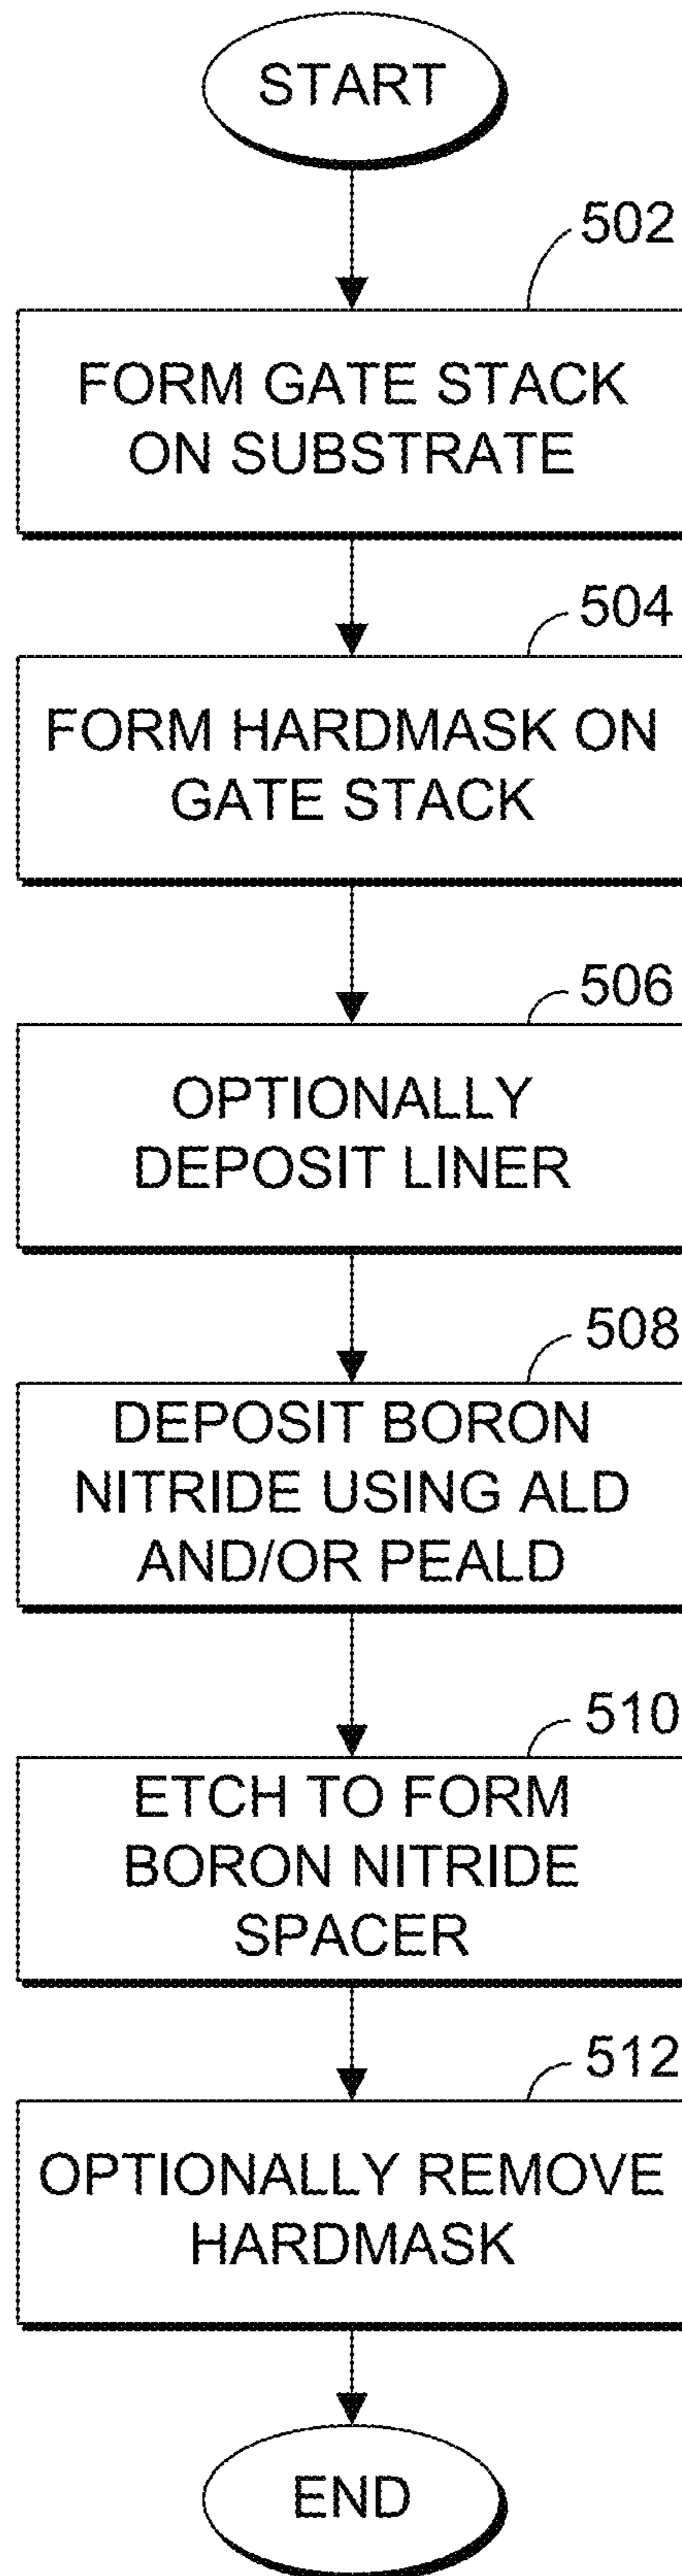 START
502
FORM GATE STACK
ON SUBSTRATE
504
FORM HARDMASK ON
GATE STACK
506
OPTIONALLY
DEPOSIT LINER
508
DEPOSIT BORON
NITRIDE USING ALD
AND/OR PEALD
510
ETCH TO FORM
BORON NITRIDE
SPACER
512
OPTIONALLY REMOVE
HARDMASK
END